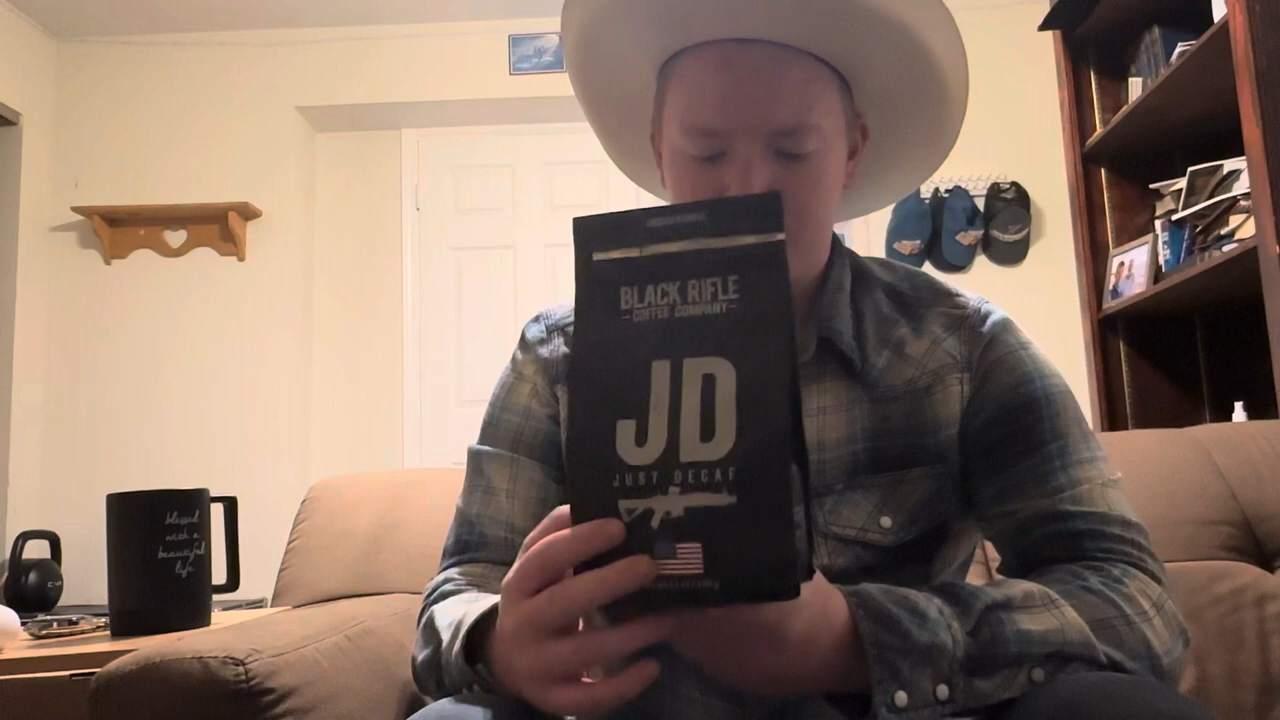 BLACK RIFLE
COFFEE COMPANY
JD
JUST DECAF
blessed
with a
beautiful
life